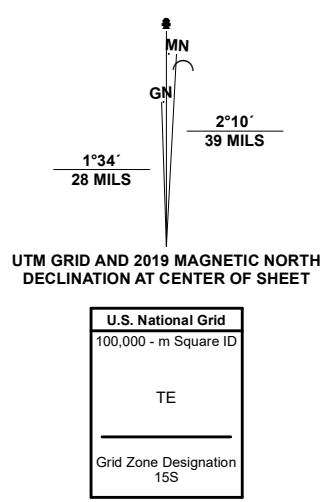 MN
GN
2°10´
39 MILS
1°34´
28 MILS
UTM GRID AND 2019 MAGNETIC NORTH
DECLINATION AT CENTER OF SHEET
U.S. National Grid
100,000 - m Square ID
TE
Grid Zone Designation
15S